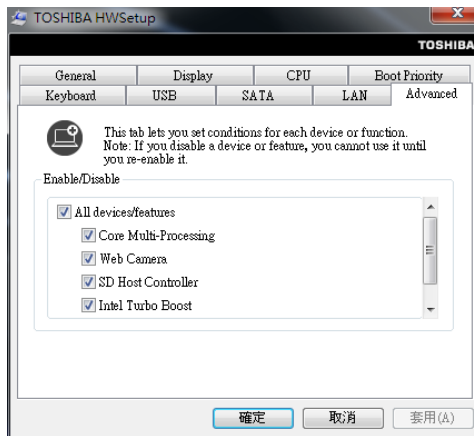 TOSHIBA HWSetup
TOSHIBA
General Display CPU Boot Priority
Keyboard USB SATA LAN Advanced
This tab lets you set conditions for each device or function.
Note: If you disable a device or feature, you cannot use it until
you re-enable it.
Enable/Disable
All devices/features
Core Multi-Processing
Web Camera
SD Host Controller
Intel Turbo Boost
確定 取消 套用(A)